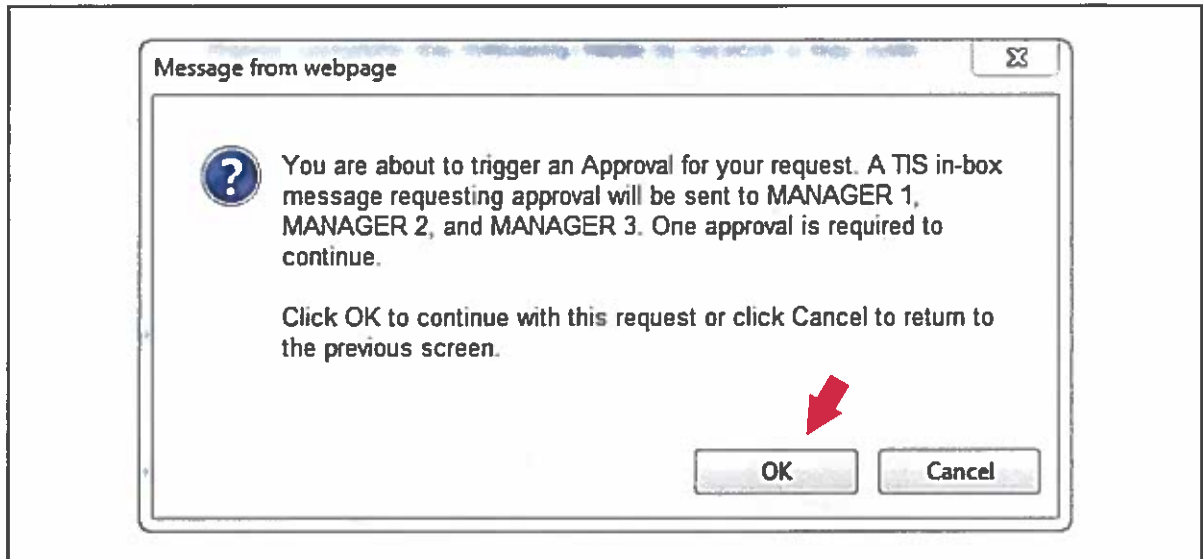 Message from webpage
You are about to trigger an Approval for your request. A TIS in-box
message requesting approval will be sent to MANAGER 1,
MANAGER 2, and MANAGER 3. One approval is required to
continue.
Click OK to continue with this request or click Cancel to return to
the previous screen.
OK
Cancel